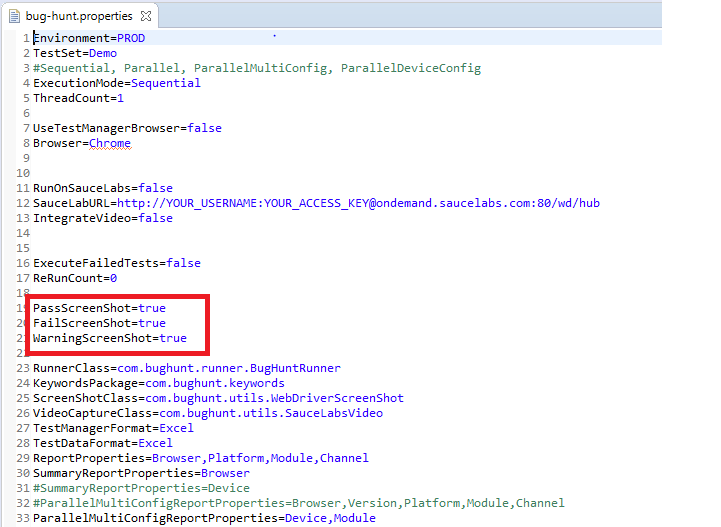 bug-hunt.properties
1 Environment=PROD
2 TestSet=Demo
3 #Sequential, Parallel, ParallelMultiConfig, ParallelDeviceConfig
4 ExecutionMode=Sequential
5 ThreadCount=1
6
7 UseTestManagerBrowser=false
8 Browser=Chrome
9
10
11 RunOnSauceLabs=false
12 SauceLabURL=http://YOUR_USERNAME:YOUR_ACCESS_KEY@ondemand.saucelabs.com:80/wd/hub
13 IntegrateVideo=false
14
15
16 ExecuteFailedTests=false
17 ReRunCount=0
18
19 PassScreenShot=true
20 FailScreenShot=true
21 WarningScreenShot=true
22
23 RunnerClass=com.bughunt.runner.BugHuntRunner
24 KeywordsPackage=com.bughunt.keywords
25 ScreenShotClass=com.bughunt.utils.WebDriverScreenShot
26 VideoCaptureClass=com.bughunt.utils.SauceLabsVideo
27 TestManagerFormat=Excel
28 TestDataFormat=Excel
29 ReportProperties=Browser,Platform,Module,Channel
30 SummaryReportProperties=Browser
31 #SummaryReportProperties=Device
32 #ParallelMultiConfigReportProperties=Browser,Version,Platform,Module,Channel
33 ParallelMultiConfigReportProperties=Device,Module